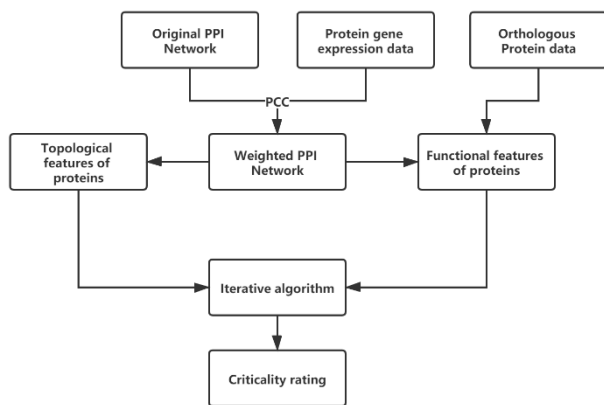 Original PPI
Network
Protein gene
expression data
Orthologous
Protein data
PCC
Topological
features of
proteins
Weighted PPI
Network
Functional features
of proteins
Iterative algorithm
Criticality rating